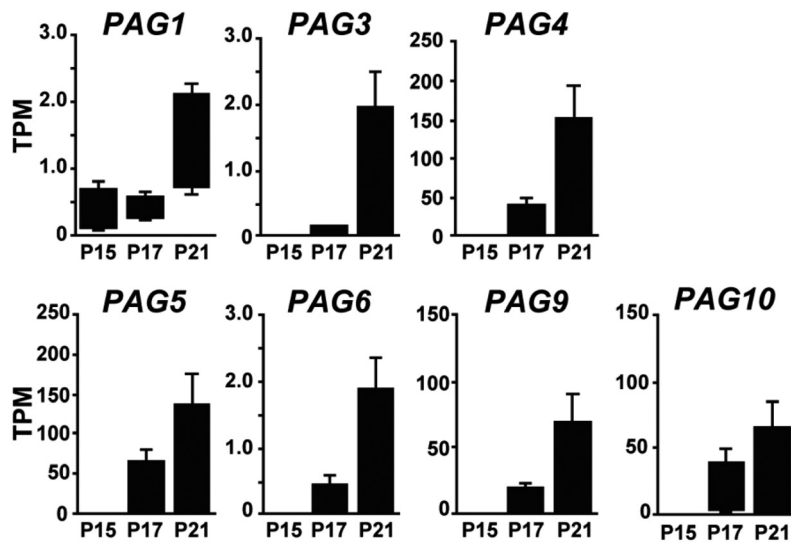 PAG1 PAG3 PAG4
3.0 3.0 250
2.0 2.0 200
150
1.0 1.0 100
50
0 0 0
TPM
P15 P17 P21 P15 P17 P21 P15 P17 P21
PAG5 PAG6 PAG9 PAG10
250 3.0 150 150
200
150 2.0 100 100
100 1.0 50 50
50
0 0 0 0
TPM
P15 P17 P21 P15 P17 P21 P15 P17 P21 P15 P17 P21